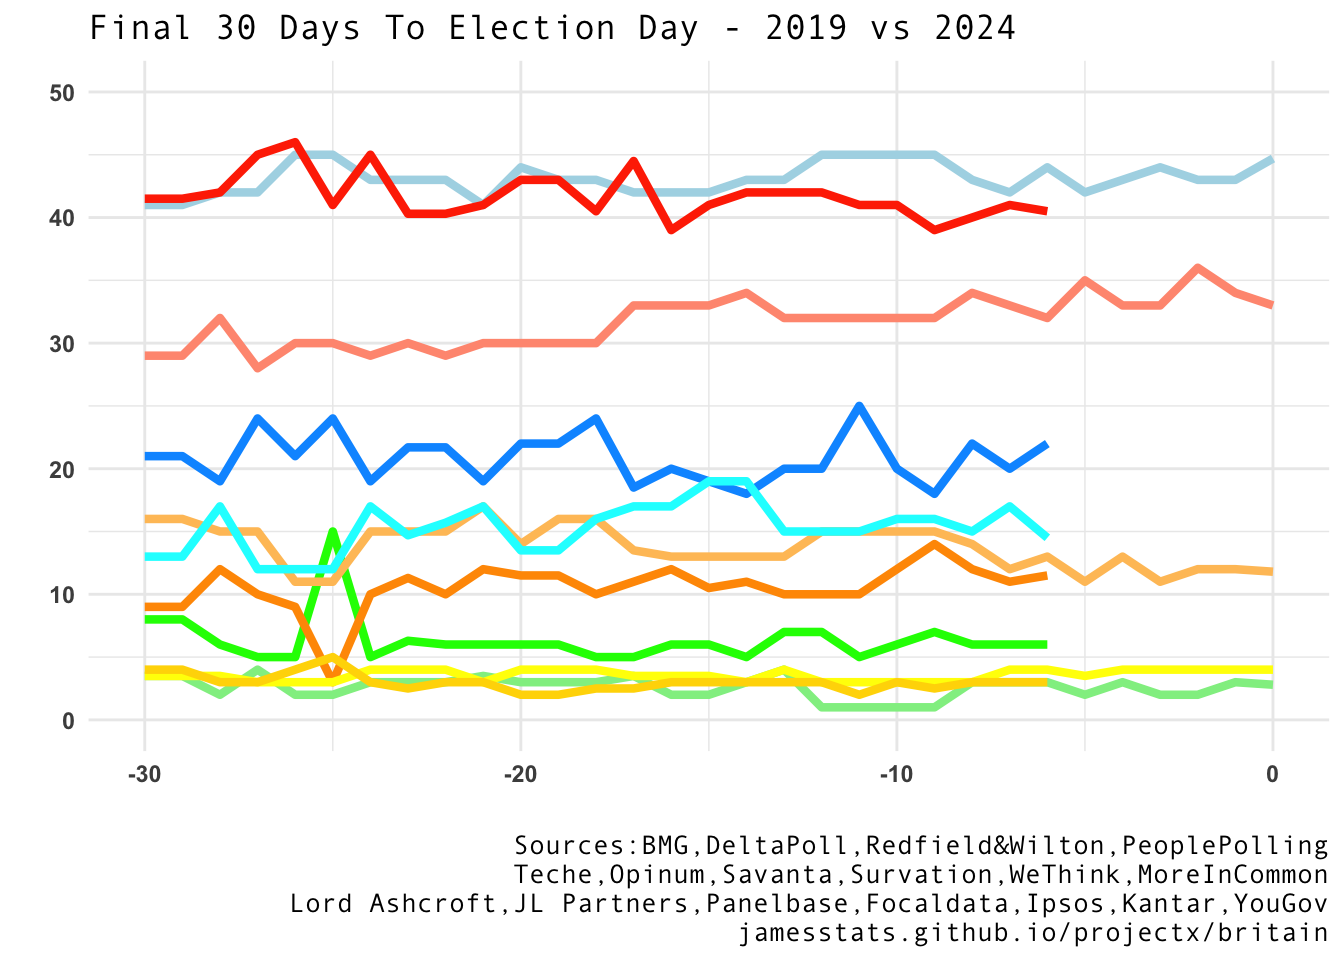 Final 30 Days To Election Day - 2019 vs 2024
50
40
30
20
10
0
-30 -20 -10 0
Sources:BMG,DeltaPoll,Redfield&Wilton,PeoplePolling
Teche,Opinum,Savanta,Survation,WeThink,MoreInCommon
Lord Ashcroft,JL Partners,Panelbase,Focaldata,Ipsos,Kantar,YouGov
jamesstats.github.io/projectx/britain